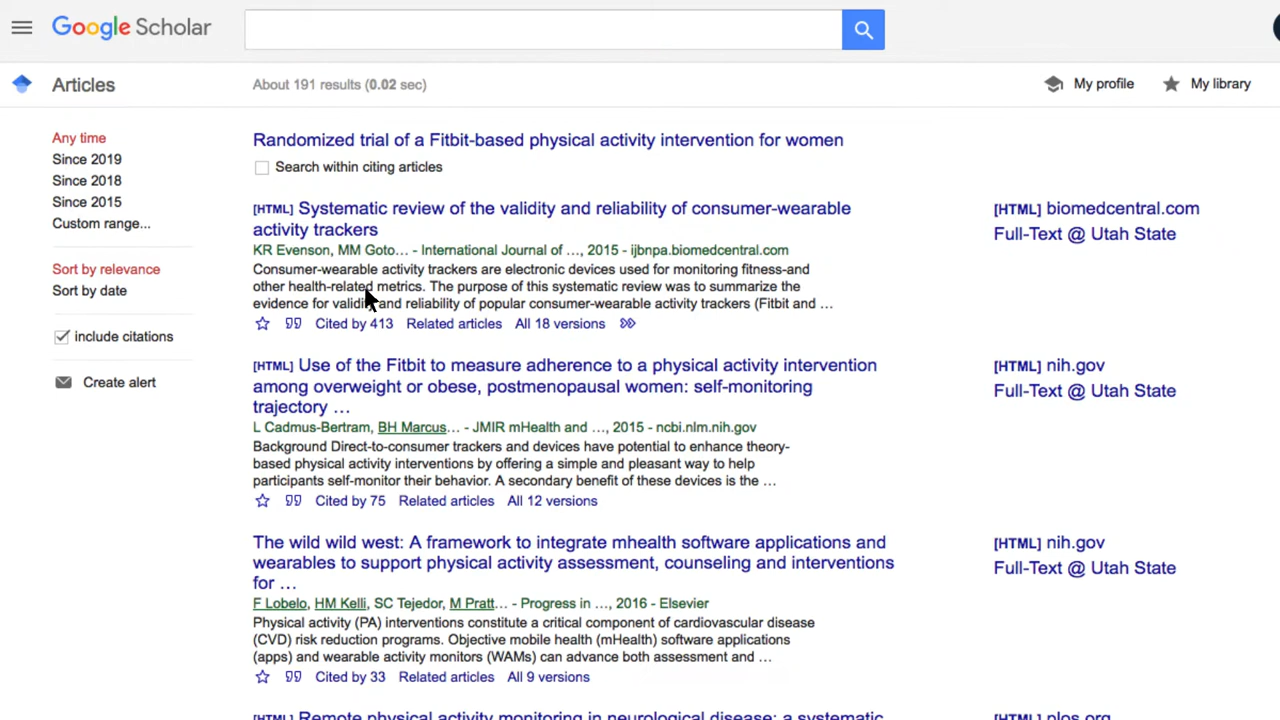 Google Scholar
Articles
About 191 results (0.02 sec)
My profile
My library
Any time
Since 2019
Since 2018
Since 2015
Custom range...
Sort by relevance
Sort by date
include citations
Create alert
Randomized trial of a Fitbit-based physical activity intervention for women
Search within citing articles
[HTML] Systematic review of the validity and reliability of consumer-wearable
activity trackers
KR Evenson, MM Goto… - International Journal of …, 2015 - ijbnpa.biomedcentral.com
Consumer-wearable activity trackers are electronic devices used for monitoring fitness-and
other health-related metrics. The purpose of this systematic review was to summarize the
evidence for validity and reliability of popular consumer-wearable activity trackers (Fitbit and …
Cited by 413 Related articles All 18 versions
[HTML] biomedcentral.com
Full-Text @ Utah State
[HTML] Use of the Fitbit to measure adherence to a physical activity intervention
among overweight or obese, postmenopausal women: self-monitoring
trajectory …
L Cadmus-Bertram, BH Marcus… - JMIR mHealth and …, 2015 - ncbi.nlm.nih.gov
Background Direct-to-consumer trackers and devices have potential to enhance theory-
based physical activity interventions by offering a simple and pleasant way to help
participants self-monitor their behavior. A secondary benefit of these devices is the …
Cited by 75 Related articles All 12 versions
[HTML] nih.gov
Full-Text @ Utah State
The wild wild west: A framework to integrate mhealth software applications and
wearables to support physical activity assessment, counseling and interventions
for …
F Lobelo, HM Kelli, SC Tejedor, M Pratt… - Progress in …, 2016 - Elsevier
Physical activity (PA) interventions constitute a critical component of cardiovascular disease
(CVD) risk reduction programs. Objective mobile health (mHealth) software applications
(apps) and wearable activity monitors (WAMs) can advance both assessment and …
Cited by 33 Related articles All 9 versions
[HTML] nih.gov
Full-Text @ Utah State
[HTML] Remote physical activity monitoring in neurological disease: a systematic
[HTML] plos.org